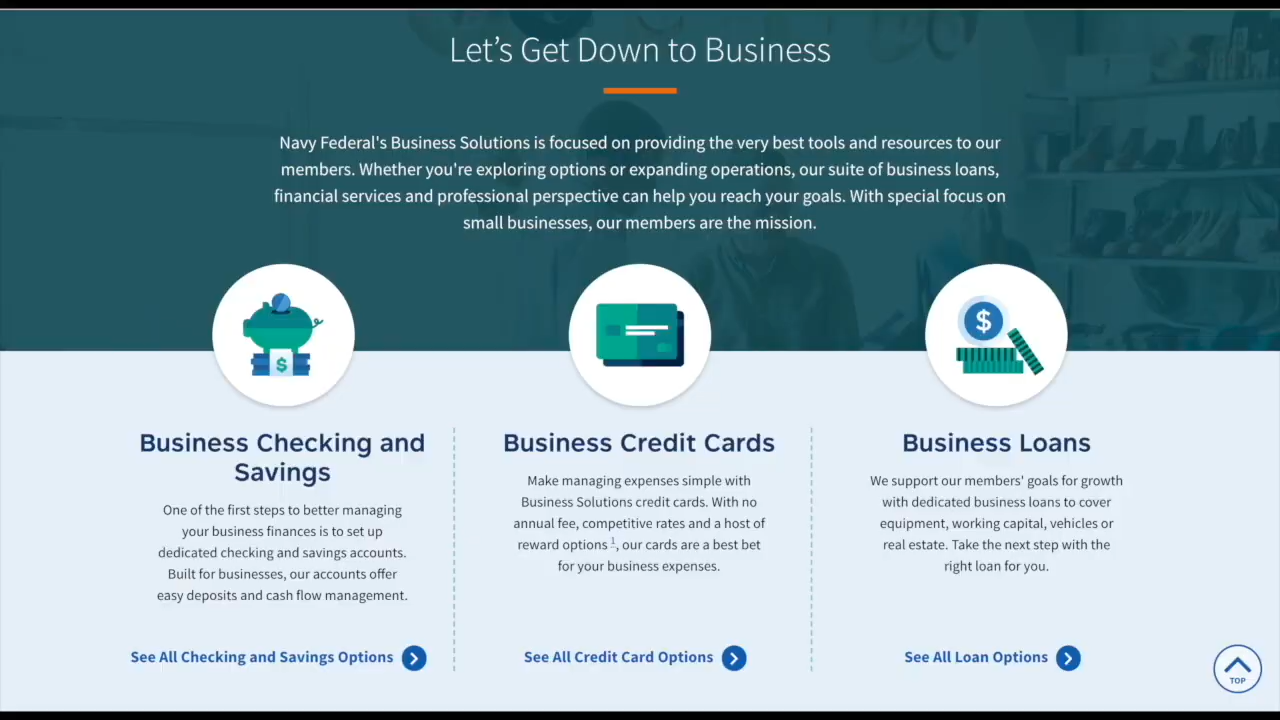 Let’s Get Down to Business
Navy Federal's Business Solutions is focused on providing the very best tools and resources to our
members. Whether you're exploring options or expanding operations, our suite of business loans,
financial services and professional perspective can help you reach your goals. With special focus on
small businesses, our members are the mission.
$
$
Business Checking and
Savings
One of the first steps to better managing
your business finances is to set up
dedicated checking and savings accounts.
Built for businesses, our accounts offer
easy deposits and cash flow management.
See All Checking and Savings Options
Business Credit Cards
Make managing expenses simple with
Business Solutions credit cards. With no
annual fee, competitive rates and a host of
reward options 1, our cards are a best bet
for your business expenses.
See All Credit Card Options
Business Loans
We support our members' goals for growth
with dedicated business loans to cover
equipment, working capital, vehicles or
real estate. Take the next step with the
right loan for you.
See All Loan Options
TOP